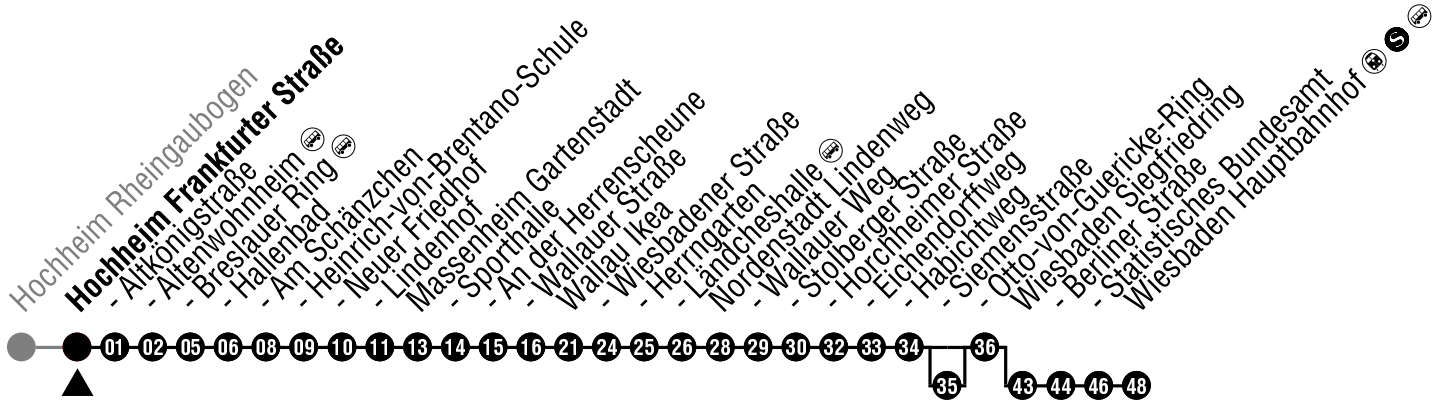 Hochheim Rheingaubogen
Hochheim Frankfurter Straße
- Altkönigstraße
- Altenwohnheim
- Breslauer Ring
- Hallenbad
- Am Schänzchen
- Heinrich-von-Brentano-Schule
- Neuer Friedhof
- Lindenhof
Massenheim Gartenstadt
- Sporthalle
- An der Herrenscheune
- Wallauer Straße
Wallau Ikea
- Wiesbadener Straße
- Herrngarten
- Ländcheshalle
Nordenstadt Lindenweg
- Wallauer Weg
- Stolberger Straße
- Horchheimer Straße
- Eichendorffweg
- Habichtweg
- Siemensstraße
- Otto-von-Guericke-Ring
Wiesbaden Siegfriedring
- Berliner Straße
- Statistisches Bundesamt
Wiesbaden Hauptbahnhof S
01 02 05 06 08 09 10 11 13 14 15 16 21 24 25 26 28 29 30 32 33 34 36
35 43 44 46 48